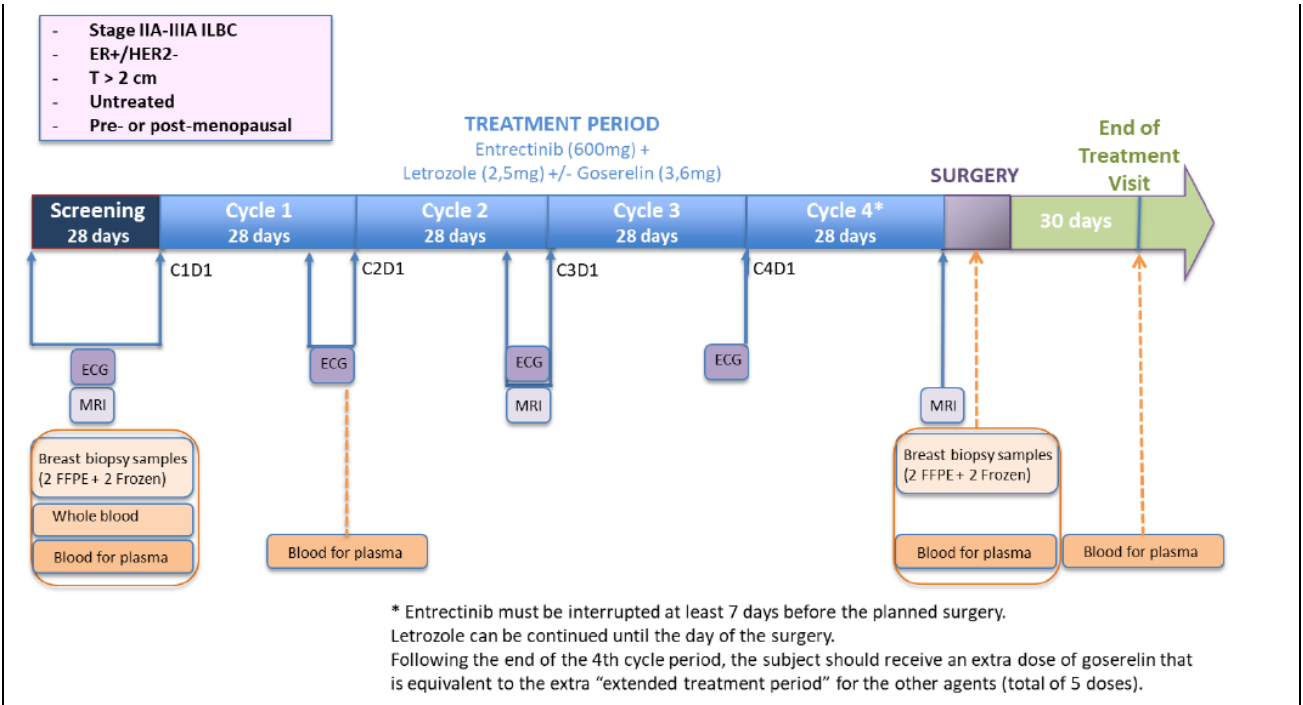 - Stage IIA-IIIA ILBC
- ER+/HER2-
- T > 2 cm
- Untreated
- Pre- or post-menopausal
TREATMENT PERIOD
Entrectinib (600mg) +
Letrozole (2,5mg) +/- Goserelin (3,6mg)
SURGERY
End of
Treatment
Visit
Screening
28 days
Cycle 1
28 days
Cycle 2
28 days
Cycle 3
28 days
Cycle 4*
28 days
30 days
C1D1
C2D1
C3D1
C4D1
ECG
MRI
ECG
ECG
MRI
ECG
MRI
Breast biopsy samples
(2 FFPE + 2 Frozen)
Whole blood
Blood for plasma
Blood for plasma
Breast biopsy samples
(2 FFPE + 2 Frozen)
Blood for plasma
Blood for plasma
* Entrectinib must be interrupted at least 7 days before the planned surgery.
Letrozole can be continued until the day of the surgery.
Following the end of the 4th cycle period, the subject should receive an extra dose of goserelin that
is equivalent to the extra “extended treatment period” for the other agents (total of 5 doses).